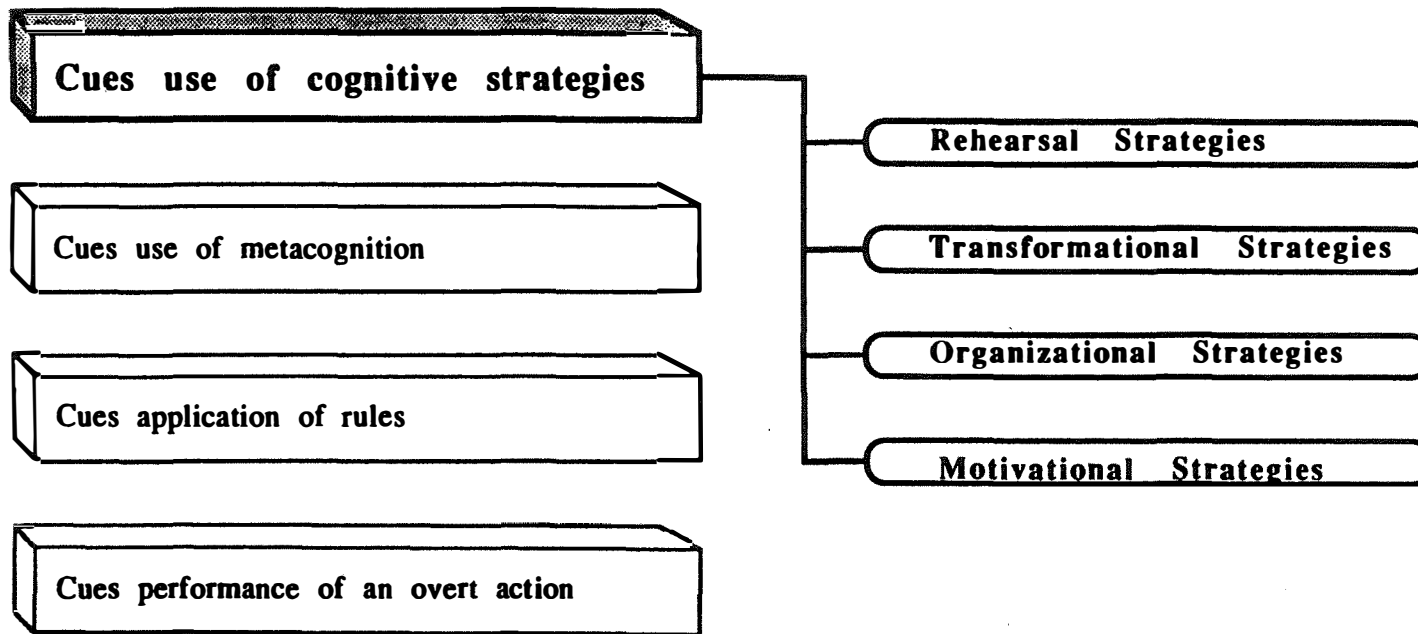 Cues use of cognitive strategies
Rehearsal Strategies
Transformational Strategies
Organizational Strategies
Motivational Strategies
Cues use of metacognition
Cues application of rules
Cues performance of an overt action